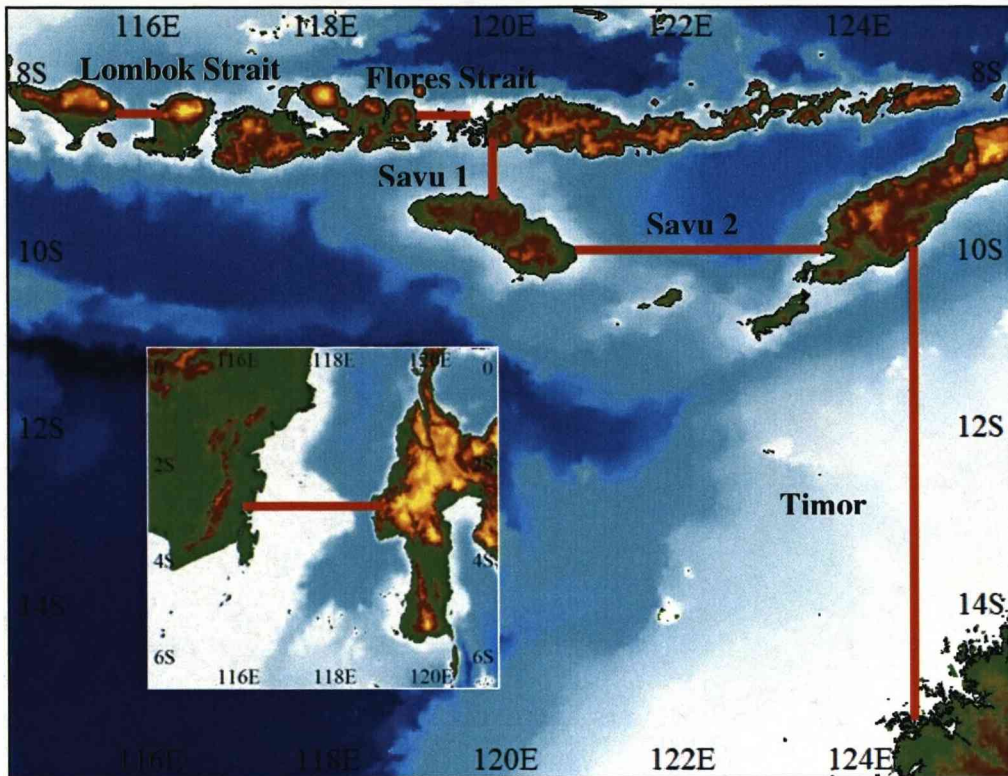 116E 118E 120E 122E 124E
8S Lombok Strait Flores Strait 8S
Savu 1
Savu 2
10S 10S
116E 118E 120E
0 0
12S 12S
2S 2S
Timor
4S 4S
14S 14S
6S 6S
116E 118E 120E
116E 118E 120E 122E 124E